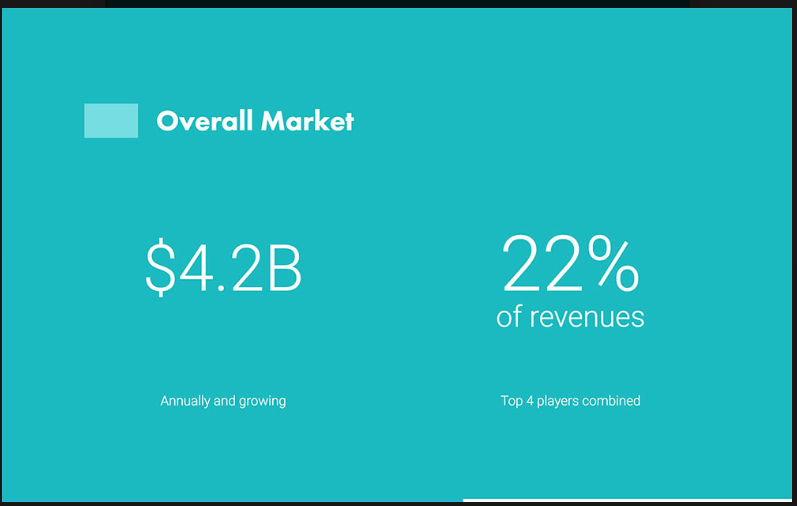 Overall Market
$4.2B
22%
of revenues
Annually and growing
Top 4 players combined